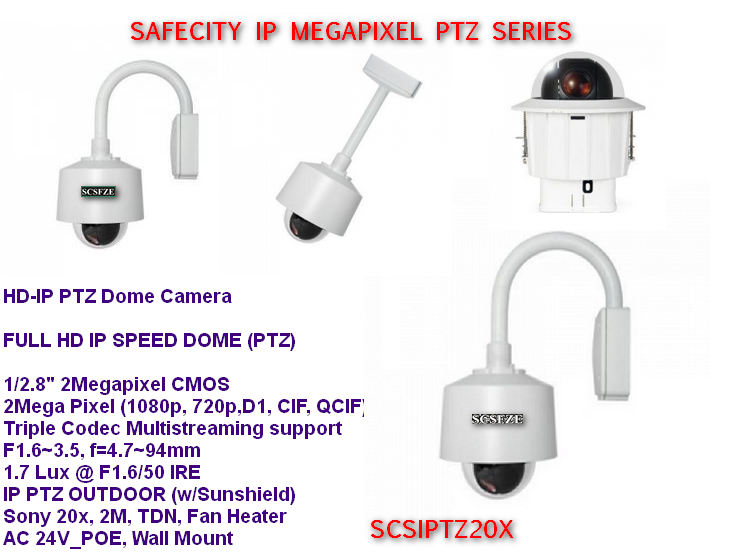 SAFECITY IP MEGAPIXEL PTZ SERIES
SCSFZE
HD-IP PTZ Dome Camera
FULL HD IP SPEED DOME (PTZ)
1/2.8" 2Megapixel CMOS
2Mega Pixel (1080p, 720p,D1, CIF, QCIF)
Triple Codec Multistreaming support
F1.6~3.5, f=4.7~94mm
1.7 Lux @ F1.6/50 IRE
IP PTZ OUTDOOR (w/Sunshield)
Sony 20x, 2M, TDN, Fan Heater
AC 24V_POE, Wall Mount
SCSFZE
SCSIPTZ20X